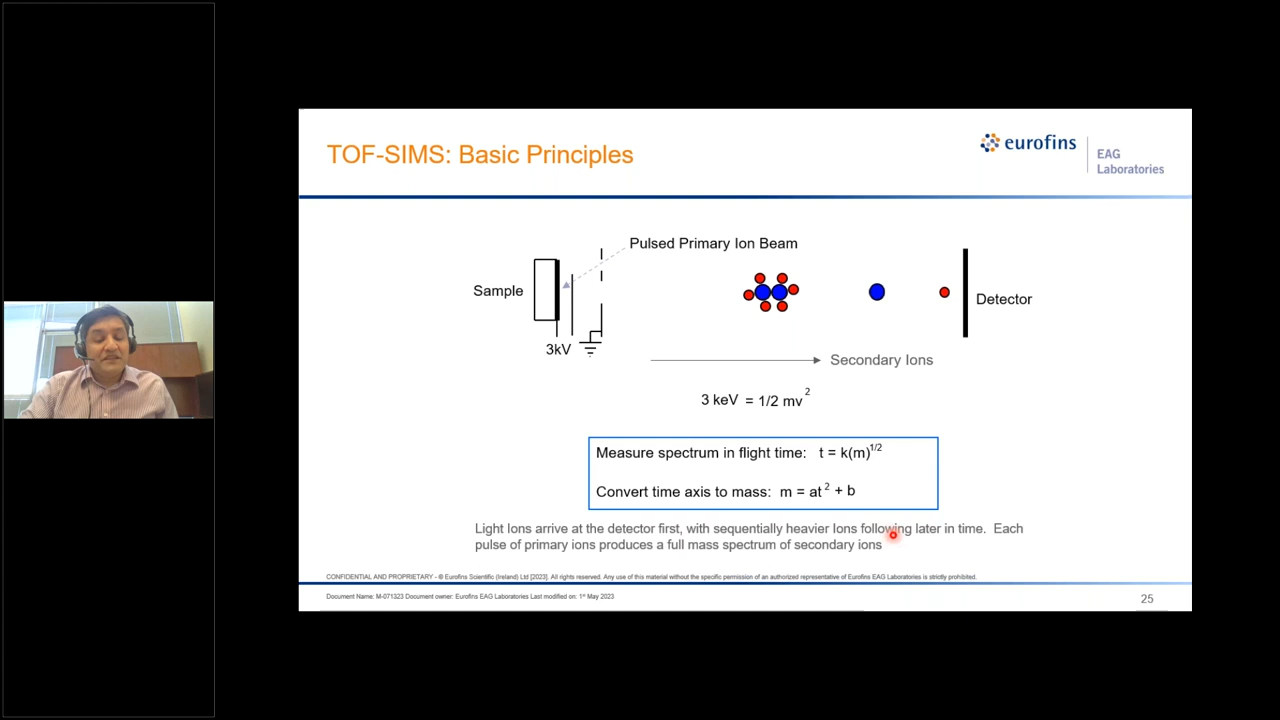 TOF-SIMS: Basic Principles
eurofins
EAG
Laboratories
Pulsed Primary Ion Beam
Sample
Detector
3kV
Secondary Ions
3 keV = 1/2 mv²
Measure spectrum in flight time: t = k(m)^1/2
Convert time axis to mass: m = at² + b
Light Ions arrive at the detector first, with sequentially heavier Ions following later in time. Each
pulse of primary ions produces a full mass spectrum of secondary ions
CONFIDENTIAL AND PROPRIETARY - © Eurofins Scientific (Ireland) Ltd [2023]. All rights reserved. Any use of this material without the specific permission of an authorized representative of Eurofins EAG Laboratories is strictly prohibited.
Document Name: M-071323 Document owner: Eurofins EAG Laboratories Last modified on: 1st May 2023
25